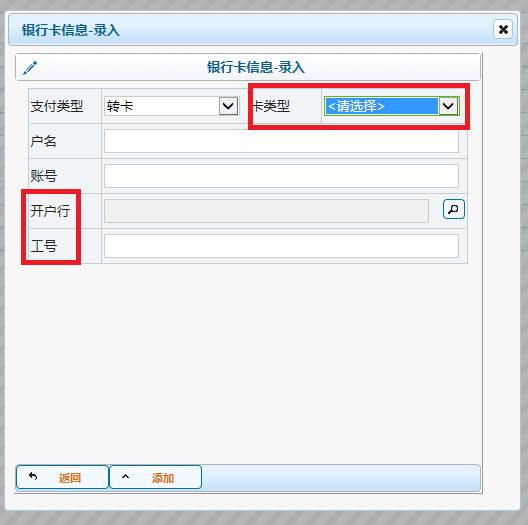 银行卡信息-录入
银行卡信息-录入
支付类型 转卡 卡类型 <请选择>
户名
账号
开户行
工号
返回 添加